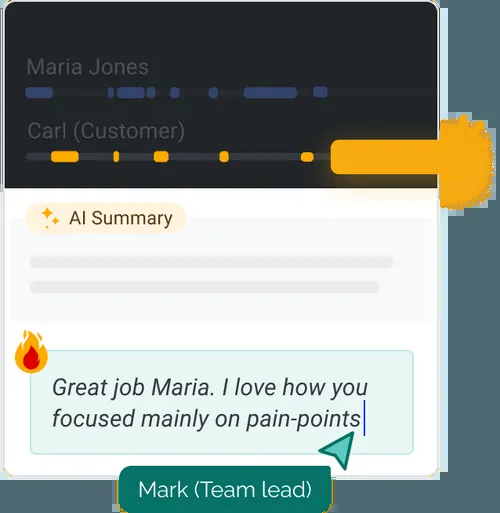 Maria Jones
Carl (Customer)
AI Summary
Great job Maria. I love how you
focused mainly on pain-points
Mark (Team lead)